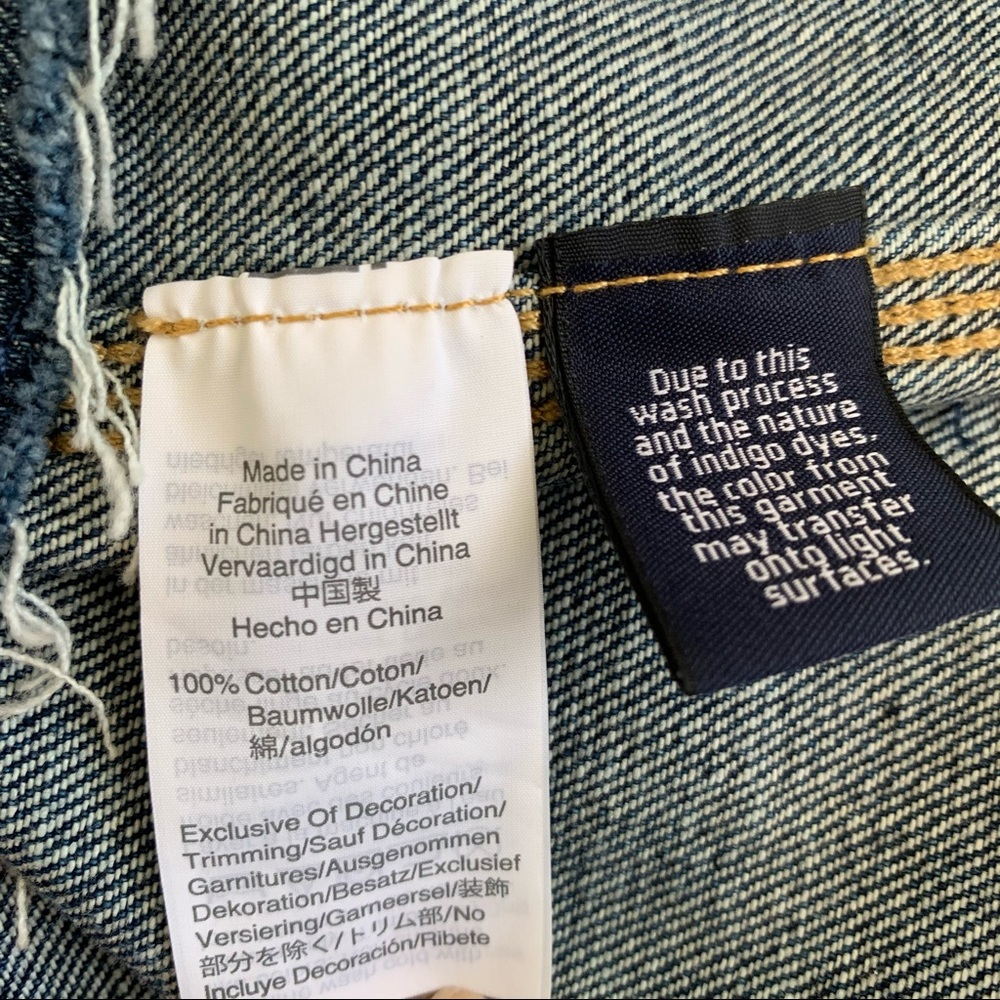 Made in China
Fabriqué en Chine
in China Hergestellt
Vervaardigd in China
中国製
Hecho en China
100% Cotton/Coton/
Baumwolle/Katoen/
綿/algodón
Exclusive Of Decoration/
Trimming/Sauf Décoration/
Garnitures/Ausgenommen
Dekoration/Besatz/Exclusief
Versiering/Garneersel/装飾
部分を除く/トリム部/No
Incluye Decoración/Ribete
Due to this
wash process
and the nature
of indigo dyes,
the color from
this garment
may transfer
onto light
surfaces.